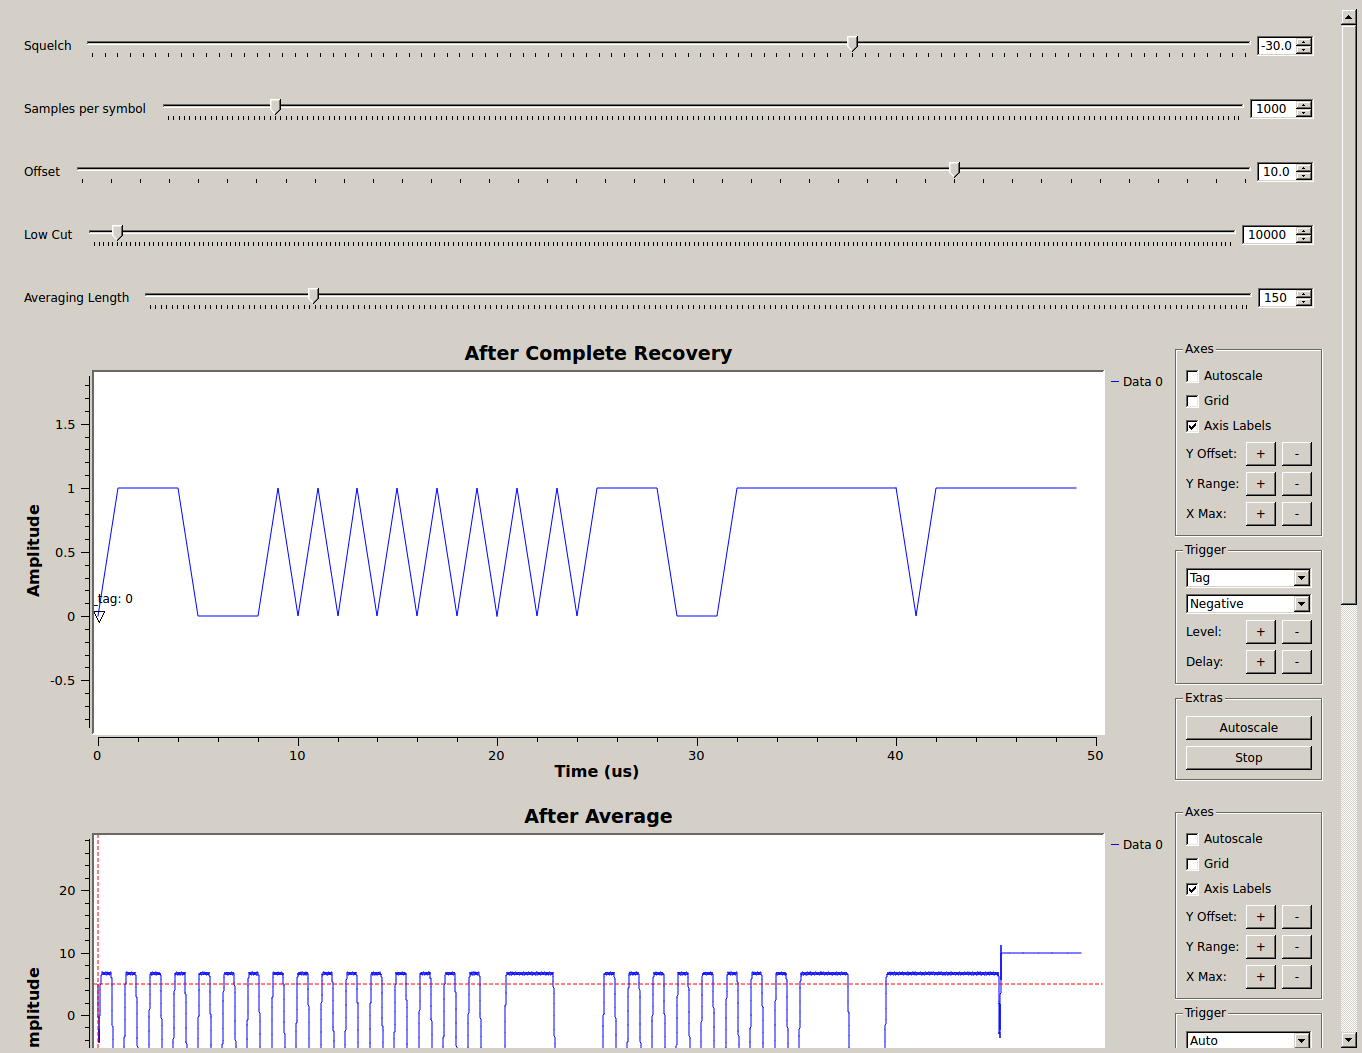 Squelch -30.0
Samples per symbol 1000
Offset 10.0
Low Cut 10000
Averaging Length 150
After Complete Recovery
Data 0
Amplitude
1.5
1
0.5
0
-0.5
tag: 0
0 10 20 30 40 50
Time (us)
Axes
Autoscale
Grid
Axis Labels
Y Offset: + -
Y Range: + -
X Max: + -
Trigger
Tag
Negative
Level: + -
Delay: + -
Extras
Autoscale
Stop
After Average
Data 0
mplitude
20
10
0
Axes
Autoscale
Grid
Axis Labels
Y Offset: + -
Y Range: + -
X Max: + -
Trigger
Auto